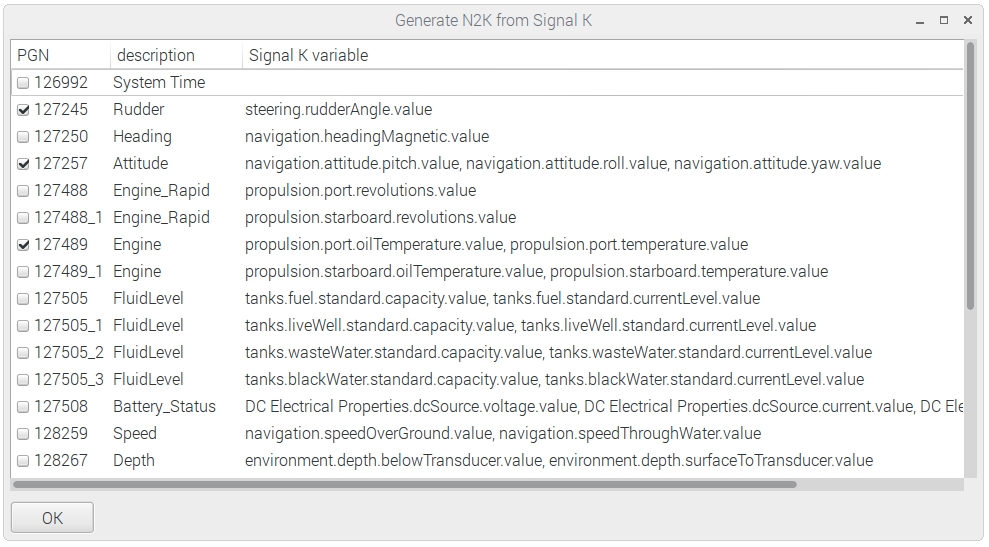 Generate N2K from Signal K
PGN description Signal K variable
126992 System Time
127245 Rudder steering.rudderAngle.value
127250 Heading navigation.headingMagnetic.value
127257 Attitude navigation.attitude.pitch.value, navigation.attitude.roll.value, navigation.attitude.yaw.value
127488 Engine_Rapid propulsion.port.revolutions.value
127488_1 Engine_Rapid propulsion.starboard.revolutions.value
127489 Engine propulsion.port.oilTemperature.value, propulsion.port.temperature.value
127489_1 Engine propulsion.starboard.oilTemperature.value, propulsion.starboard.temperature.value
127505 FluidLevel tanks.fuel.standard.capacity.value, tanks.fuel.standard.currentLevel.value
127505_1 FluidLevel tanks.liveWell.standard.capacity.value, tanks.liveWell.standard.currentLevel.value
127505_2 FluidLevel tanks.wasteWater.standard.capacity.value, tanks.wasteWater.standard.currentLevel.value
127505_3 FluidLevel tanks.blackWater.standard.capacity.value, tanks.blackWater.standard.currentLevel.value
127508 Battery_Status DC Electrical Properties.dcSource.voltage.value, DC Electrical Properties.dcSource.current.value, DC Ele
128259 Speed navigation.speedOverGround.value, navigation.speedThroughWater.value
128267 Depth environment.depth.belowTransducer.value, environment.depth.surfaceToTransducer.value
OK